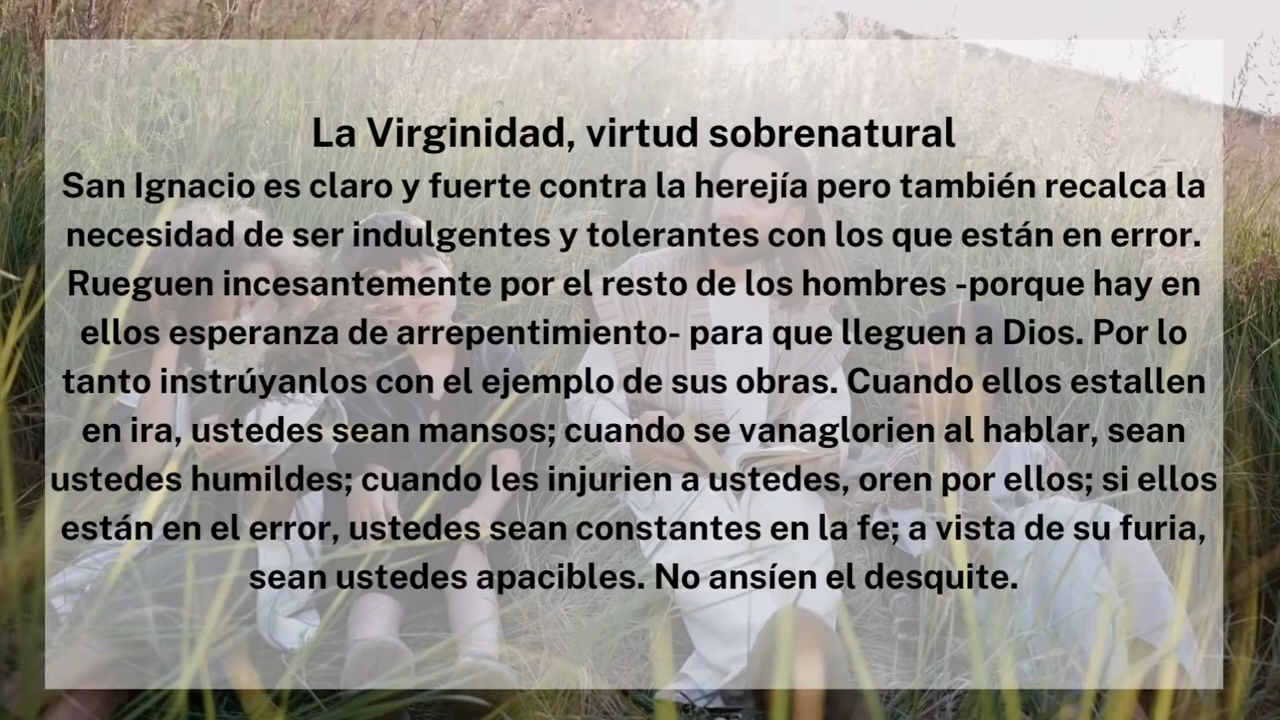 La Virginidad, virtud sobrenatural
San Ignacio es claro y fuerte contra la herejía pero también recalca la
necesidad de ser indulgentes y tolerantes con los que están en error.
Rueguen incesantemente por el resto de los hombres -porque hay en
ellos esperanza de arrepentimiento- para que lleguen a Dios. Por lo
tanto instrúyanlos con el ejemplo de sus obras. Cuando ellos estallen
en ira, ustedes sean mansos; cuando se vanaglorien al hablar, sean
ustedes humildes; cuando les injurien a ustedes, oren por ellos; si ellos
están en el error, ustedes sean constantes en la fe; a vista de su furia,
sean ustedes apacibles. No ansíen el desquite.